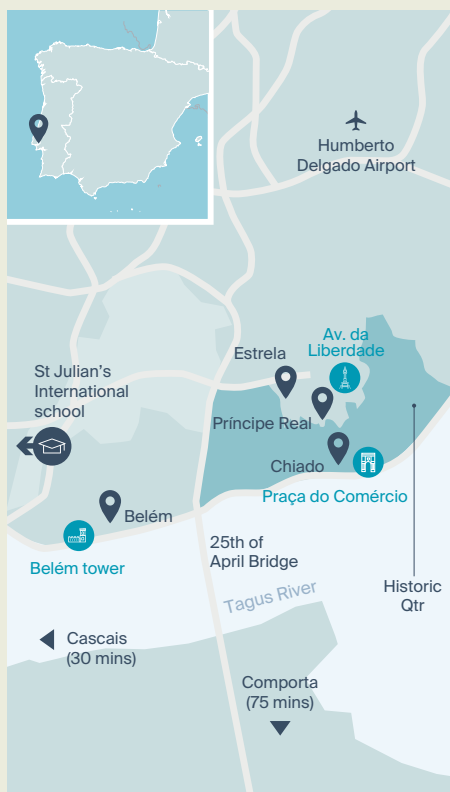 Humberto
Delgado Airport
Av. da
Liberdade
Estrela
St Julian's
International
school
Príncipe Real
Chiado
Praça do Comércio
Belém
25th of
April Bridge
Belém tower
Historic
Qtr
Tagus River
Cascais
(30 mins)
Comporta
(75 mins)